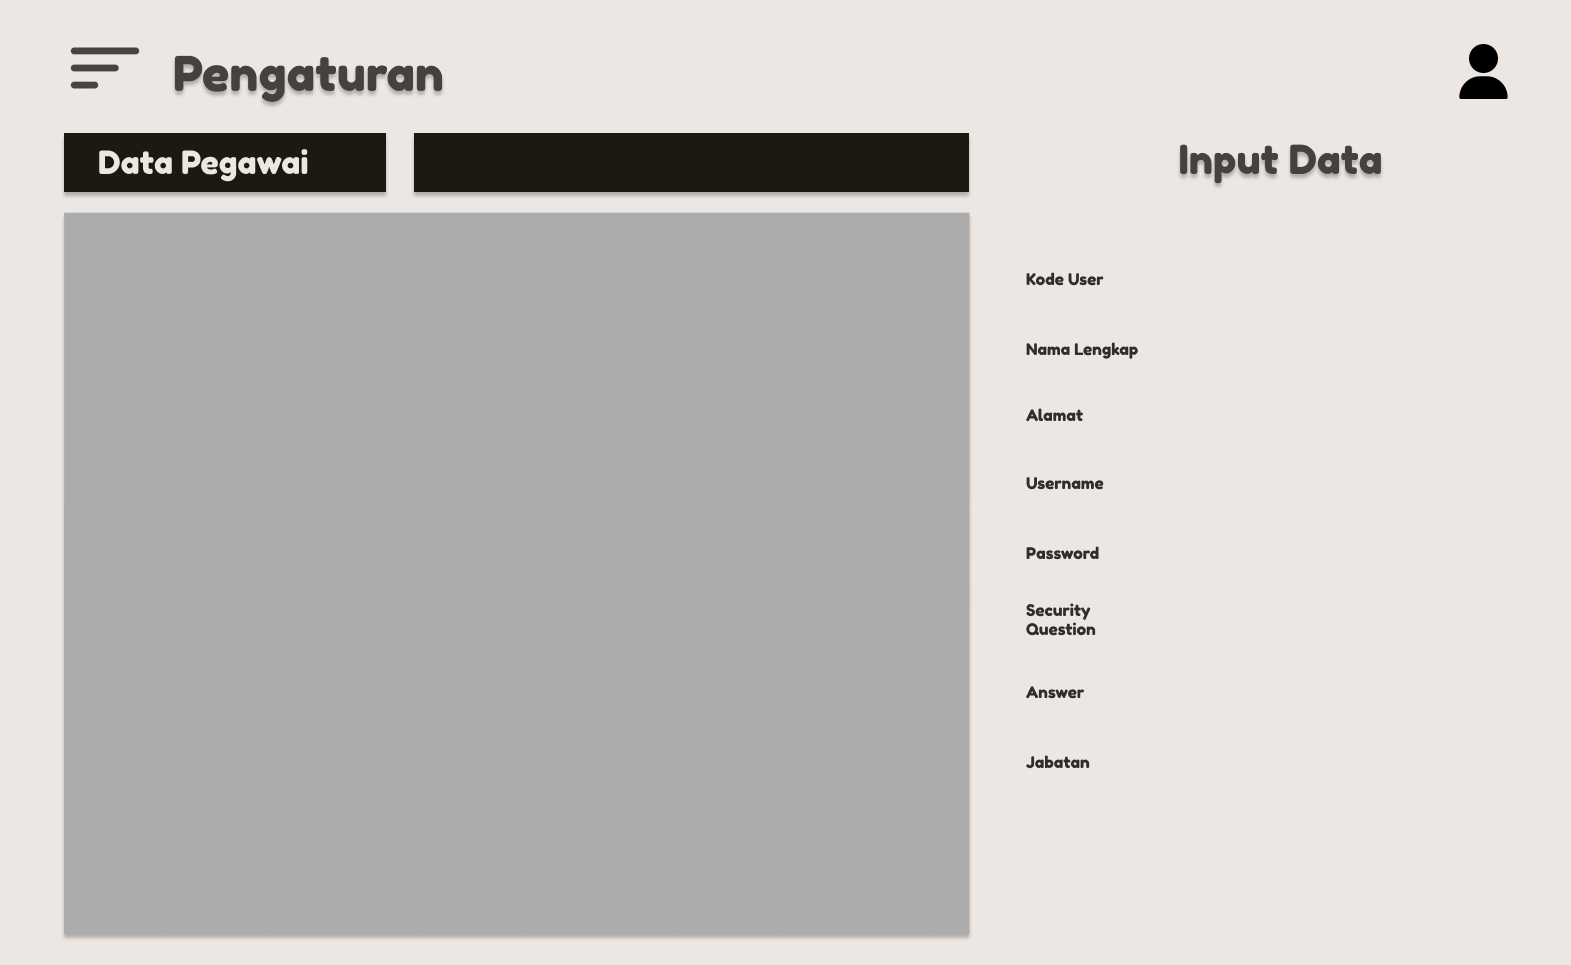 Pengaturan
Data Pegawai
Input Data
Kode User
Nama Lengkap
Alamat
Username
Password
Security
Question
Answer
Jabatan